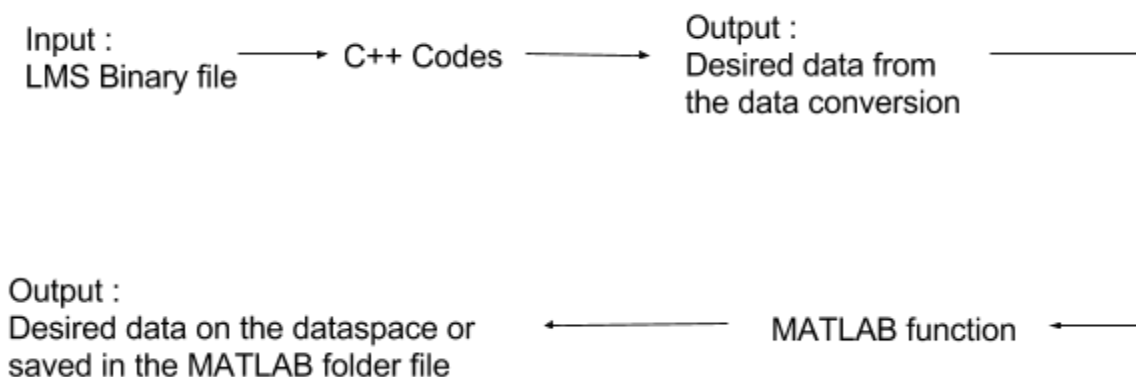 Input :
LMS Binary file
C++ Codes
Output :
Desired data from
the data conversion
Output :
Desired data on the dataspace or
saved in the MATLAB folder file
MATLAB function